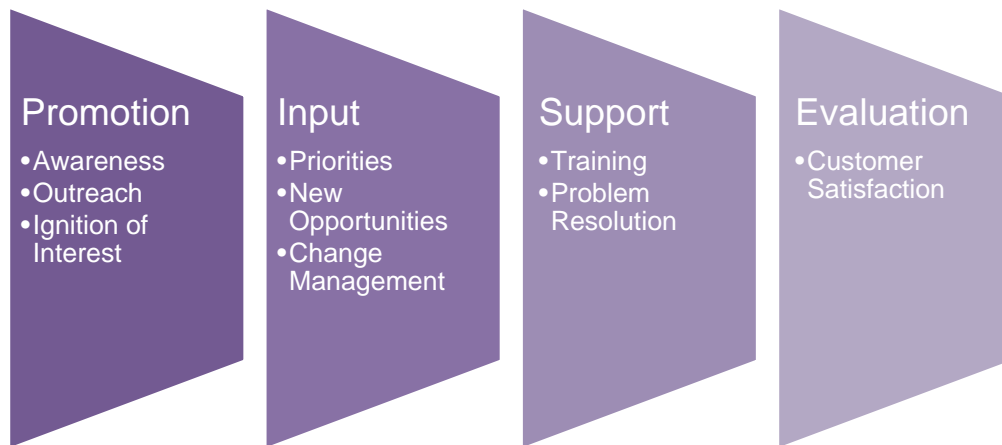 Promotion
•Awareness
•Outreach
•Ignition of
Interest
Input
•Priorities
•New
Opportunities
•Change
Management
Support
•Training
•Problem
Resolution
Evaluation
•Customer
Satisfaction